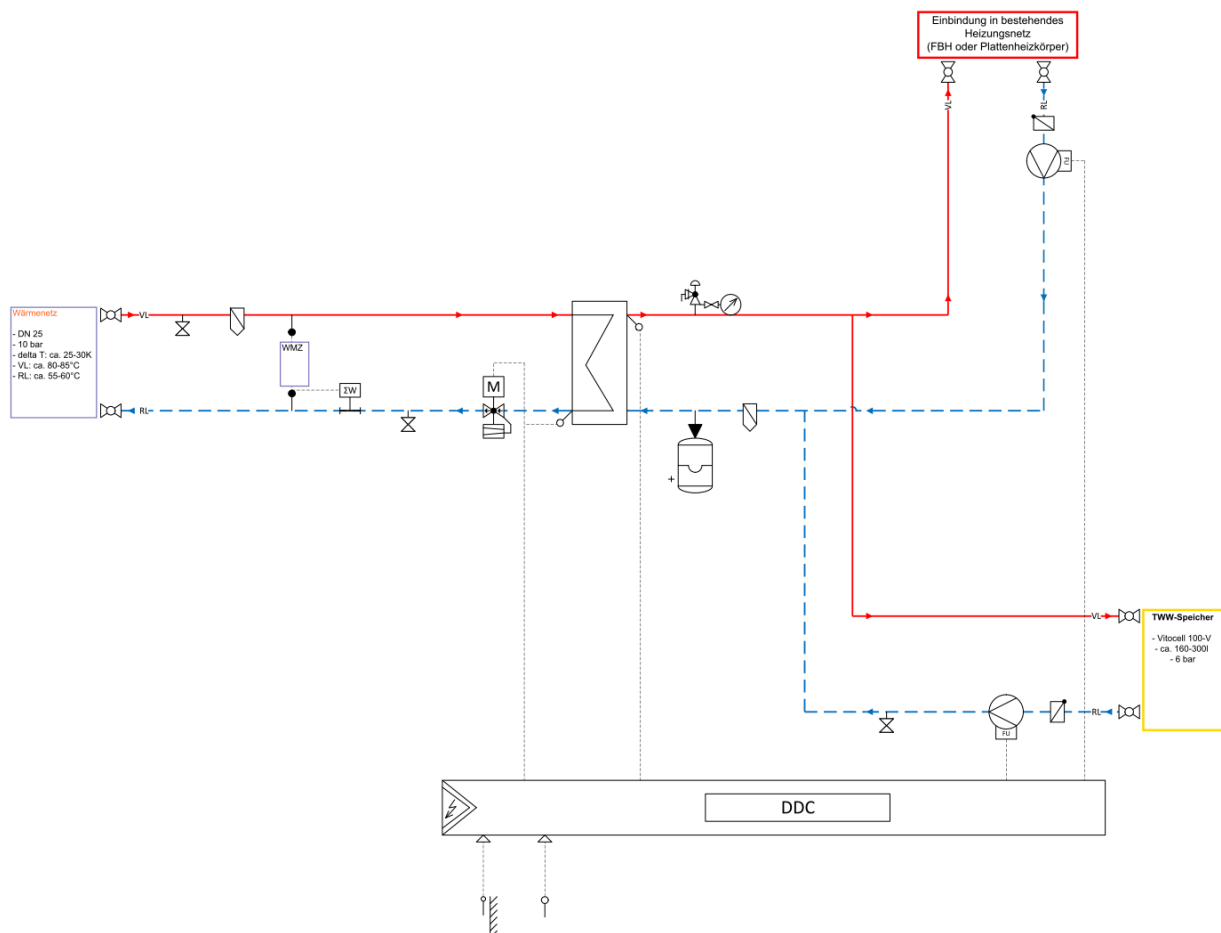 Einbindung in bestehendes
Heizungsnetz
(FBH oder Plattenheizkörper)
VL
RL
FU
Wärmenetz
- DN 25
- 10 bar
- delta T: ca. 25-30K
- VL: ca. 80-85°C
- RL: ca. 55-60°C
VL
WMZ
ΣW
M
RL
+
VL
TWW-Speicher
- Vitocell 100-V
- ca. 160-300l
- 6 bar
RL
FU
DDC